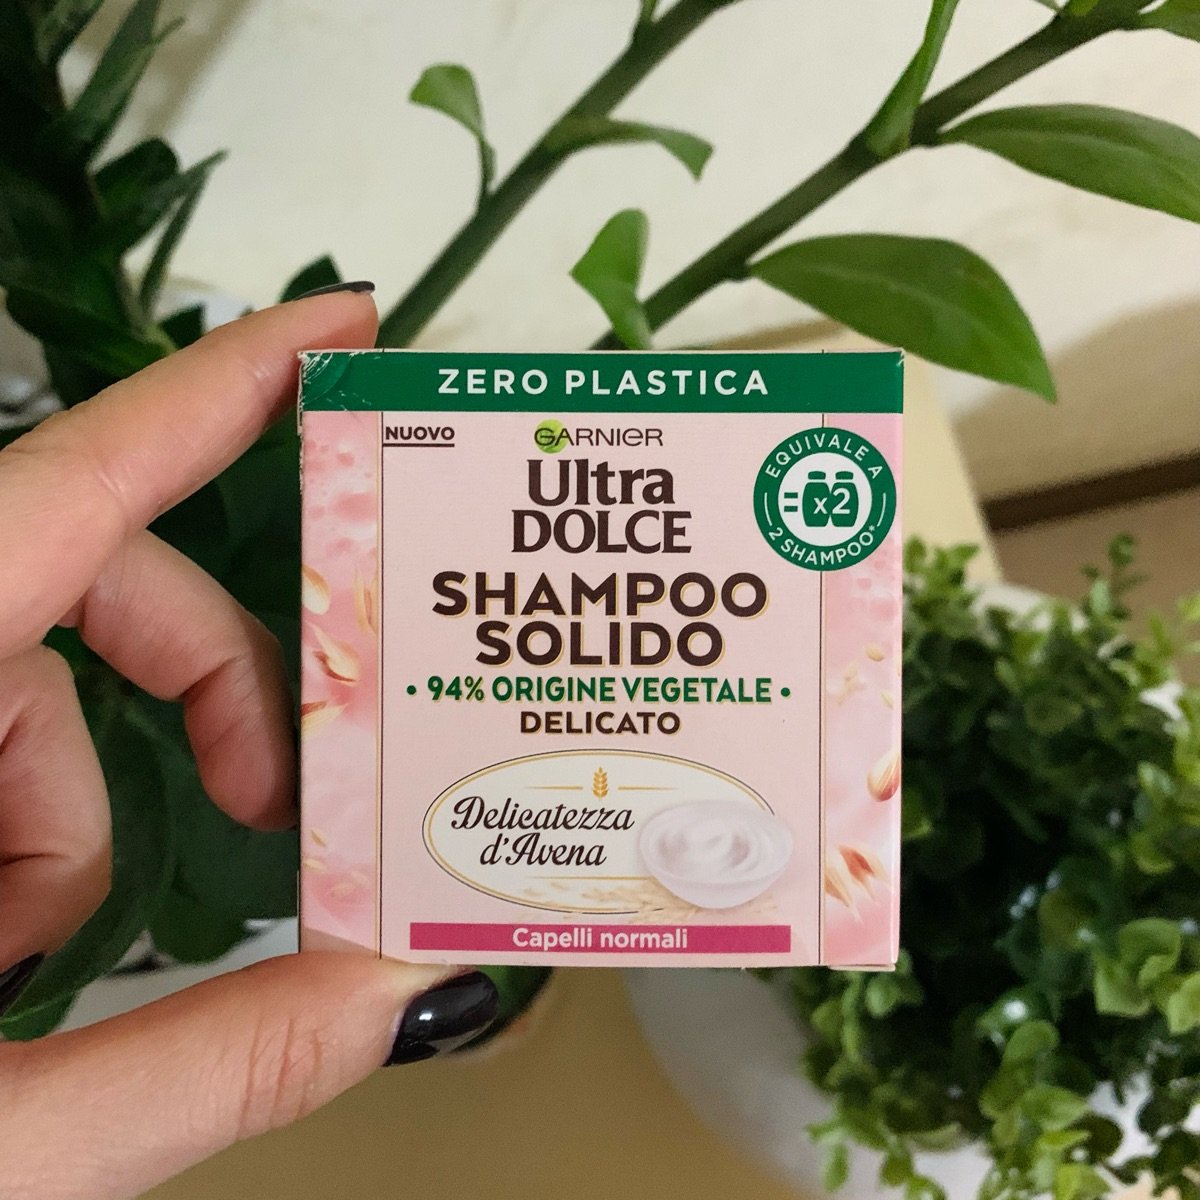 ZERO PLASTICA
NUOVO
GARNIER
Ultra
DOLCE
EQUIVALE A
= x2
2 SHAMPOO*
SHAMPOO
SOLIDO
• 94% ORIGINE VEGETALE •
DELICATO
Delicatezza
d'Avena
Capelli normali